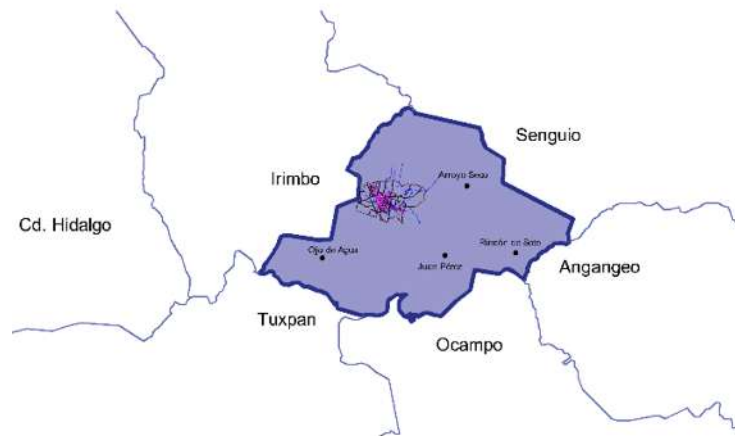 Senguio
Arroyo Seco
Irimbo
Cd. Hidalgo
Ojo de Agua
Rincón de Soto
Juan Pérez
Angangeo
Tuxpan
Ocampo